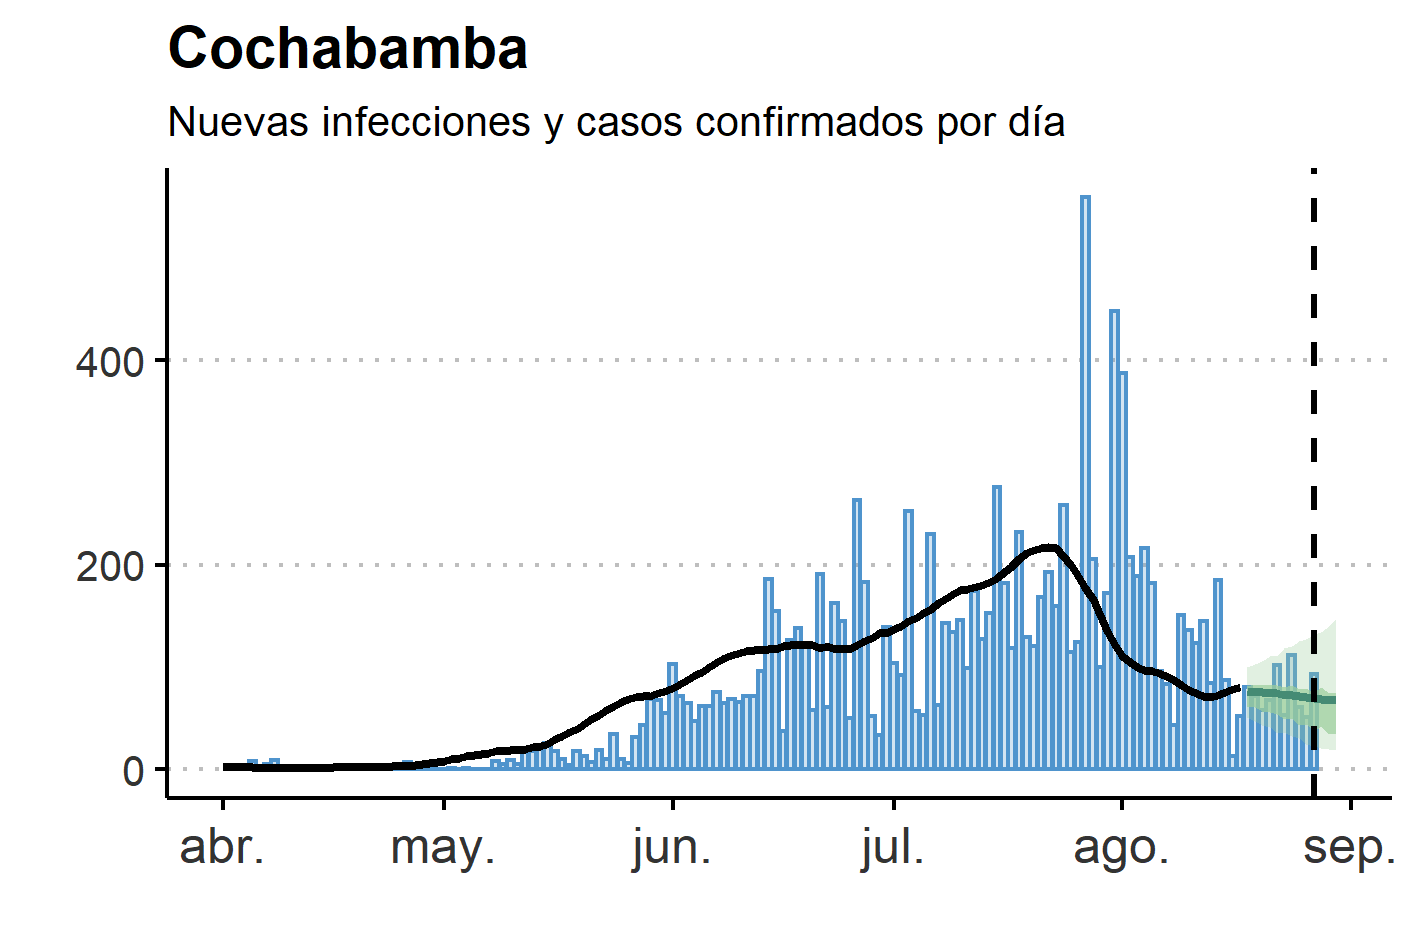 Cochabamba
Nuevas infecciones y casos confirmados por día
400
200
0
abr. may. jun. jul. ago. sep.